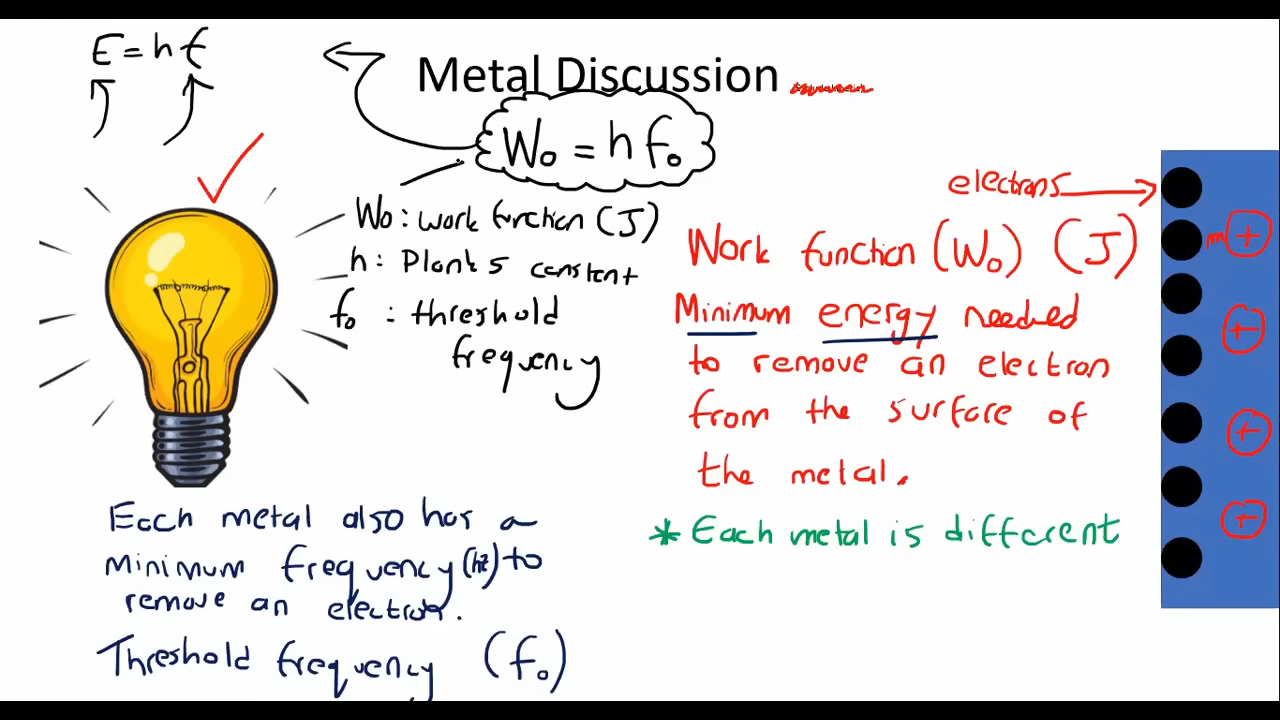 E = hf
Metal Discussion
W₀ = hf₀
W₀: work function (J)
h: Plank's constant
f₀ : threshold
frequency
electrons
Work function (W₀) (J)
Minimum energy needed
to remove an electron
from the surface of
the metal.
* Each metal is different
+
+
+
+
Each metal also has a
minimum frequency (hz) to
remove an electron.
Threshold frequency (f₀)